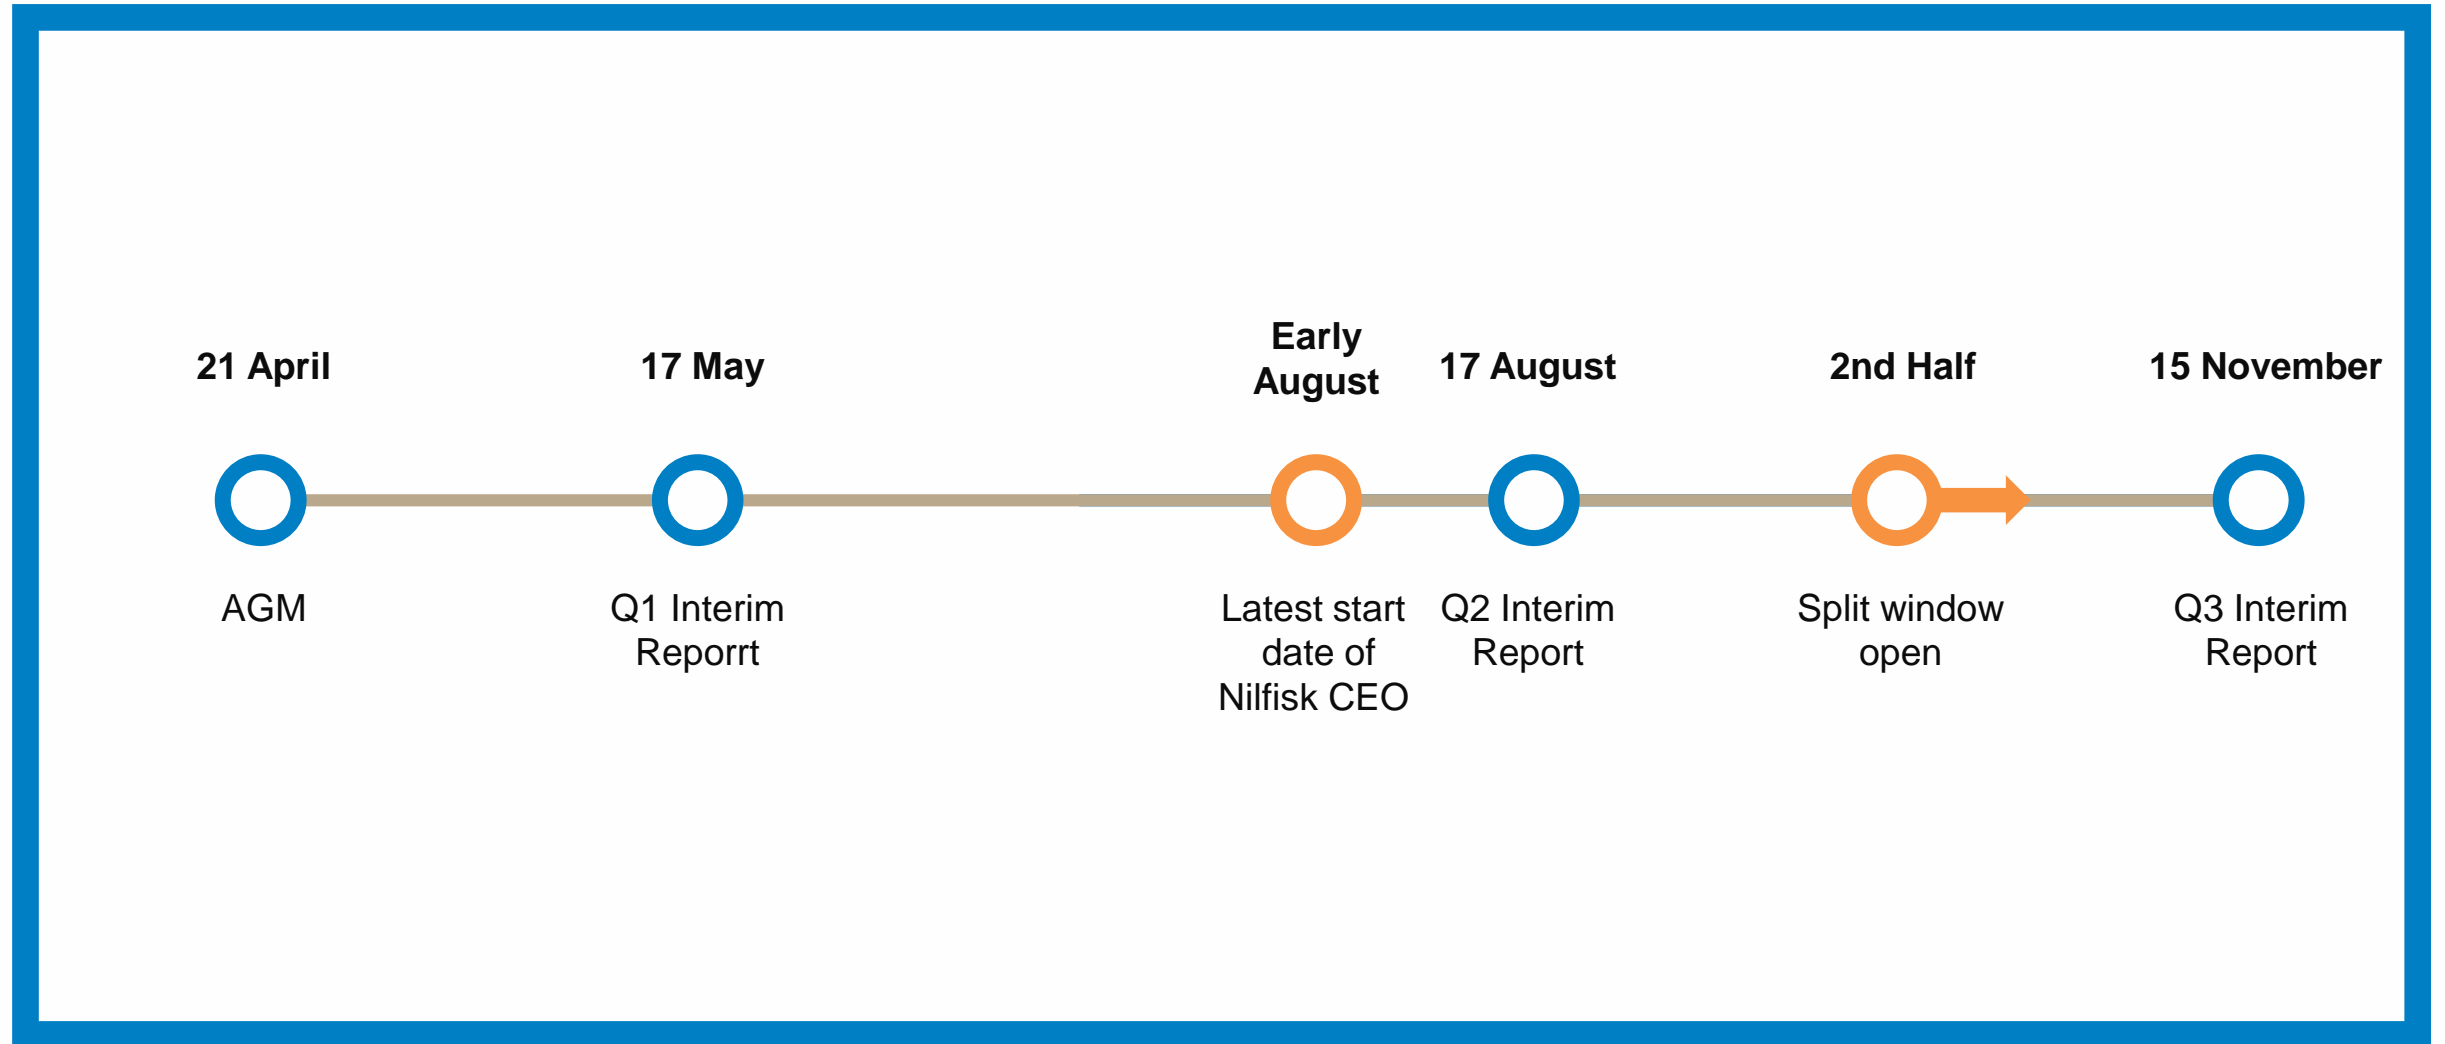 21 April
AGM
17 May
Q1 Interim
Reporrt
Early
August
Latest start
date of
Nilfisk CEO
17 August
Q2 Interim
Report
2nd Half
Split window
open
15 November
Q3 Interim
Report